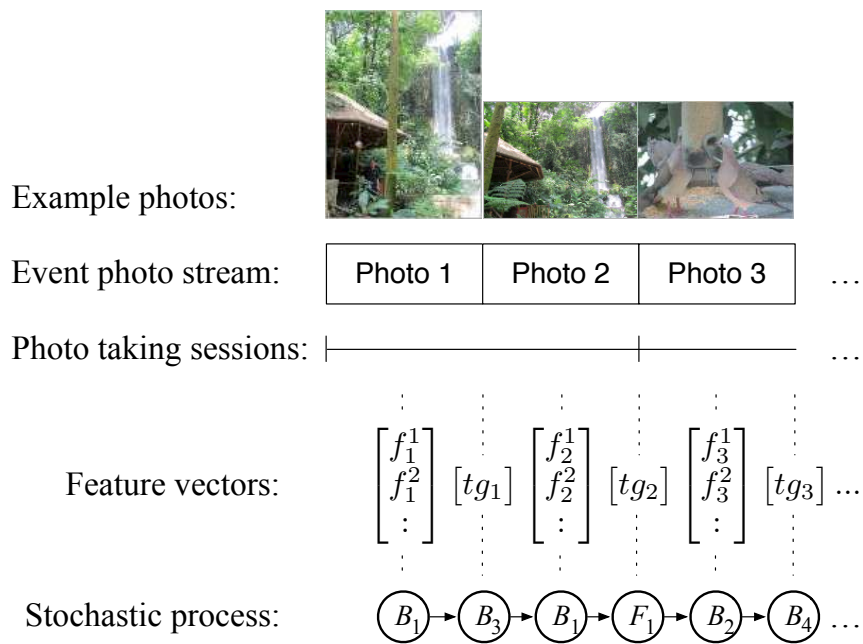 Example photos:
Event photo stream: Photo 1 Photo 2 Photo 3 ...
Photo taking sessions: ...
Feature vectors: [f₁¹ f₁² :] [tg₁] [f₂¹ f₂² :] [tg₂] [f₃¹ f₃² :] [tg₃] ...
Stochastic process: B₁ B₃ B₁ F₁ B₂ B₄ ...